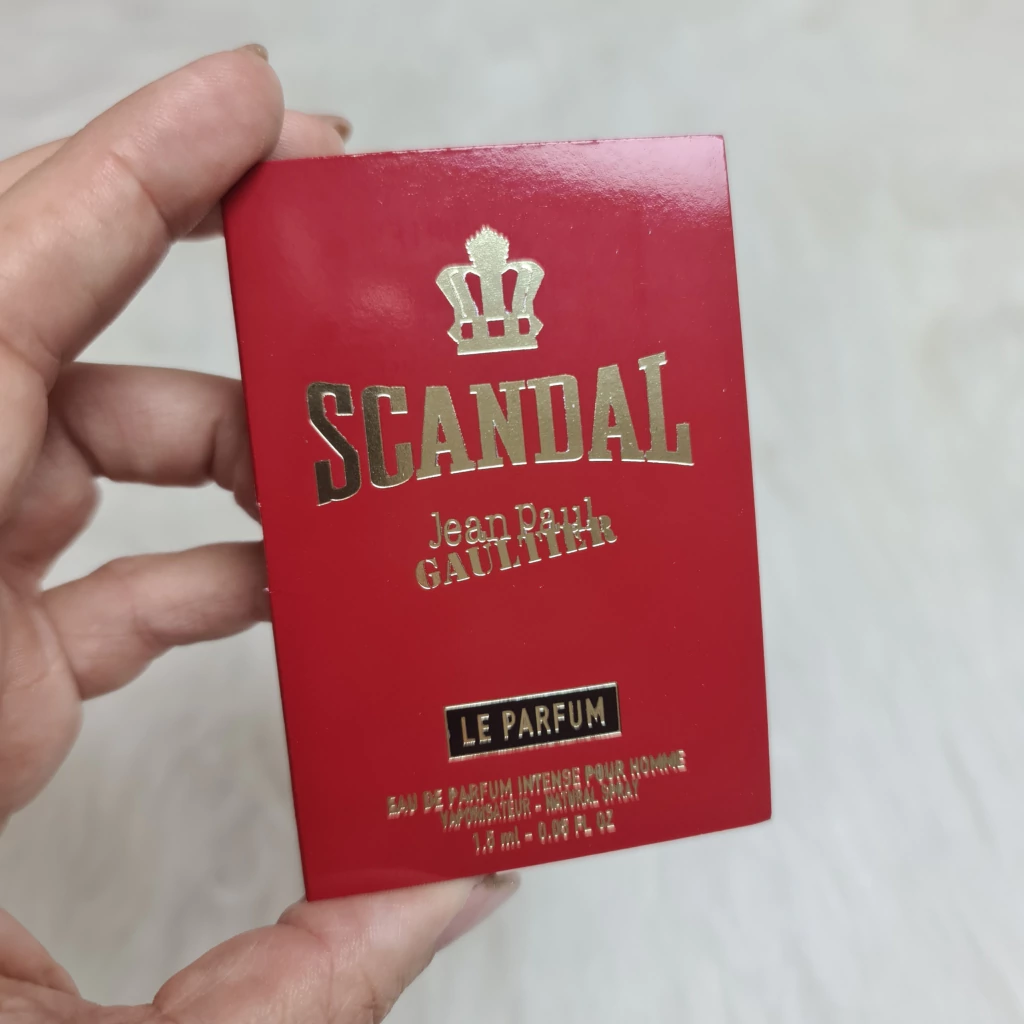 SCANDAL
Jean Paul
GAULTIER
LE PARFUM
EAU DE PARFUM INTENSE POUR HOMME
VAPORISATEUR - NATURAL SPRAY
1.5 ml - 0.05 FL OZ